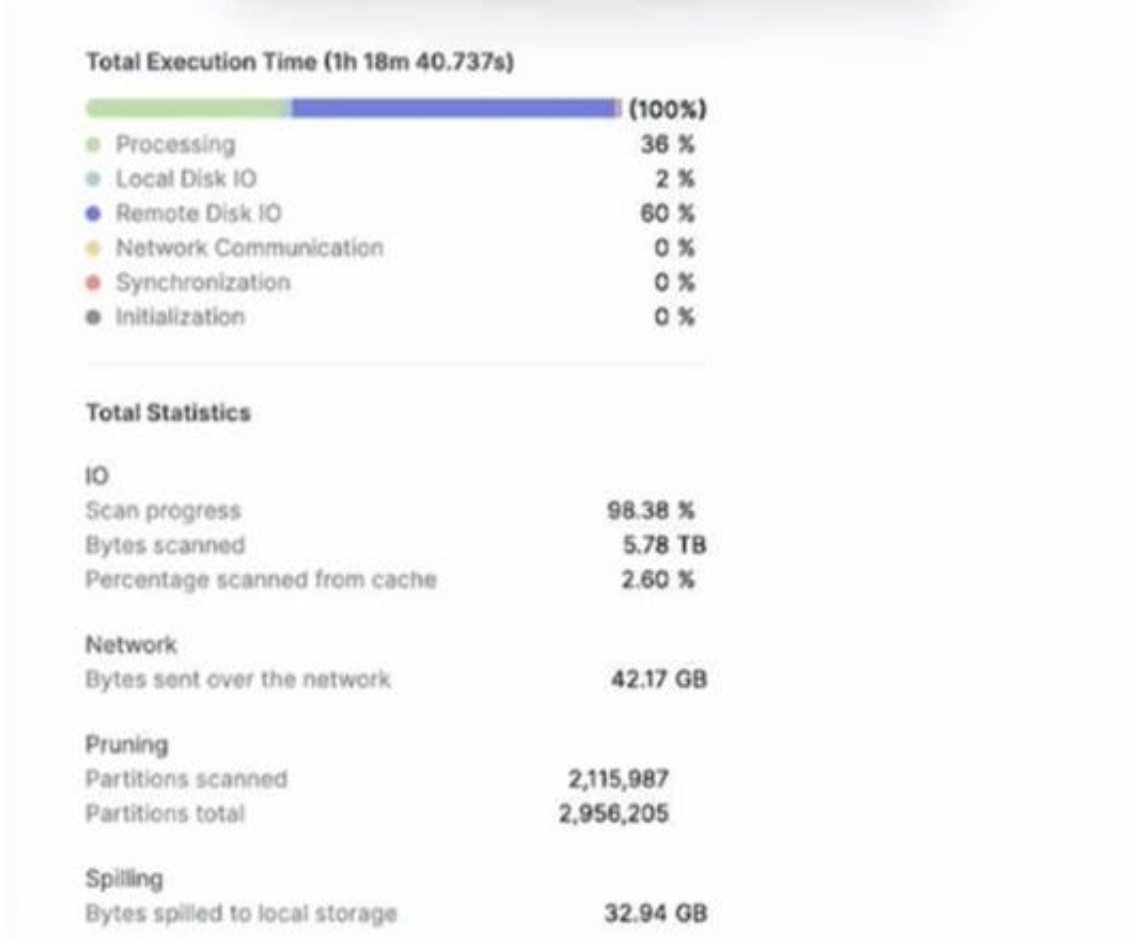 Total Execution Time (1h 18m 40.737s)
(100%)
Processing 36 %
Local Disk IO 2 %
Remote Disk IO 60 %
Network Communication 0 %
Synchronization 0 %
Initialization 0 %
Total Statistics
IO
Scan progress 98.38 %
Bytes scanned 5.78 TB
Percentage scanned from cache 2.60 %
Network
Bytes sent over the network 42.17 GB
Pruning
Partitions scanned 2,115,987
Partitions total 2,956,205
Spilling
Bytes spilled to local storage 32.94 GB